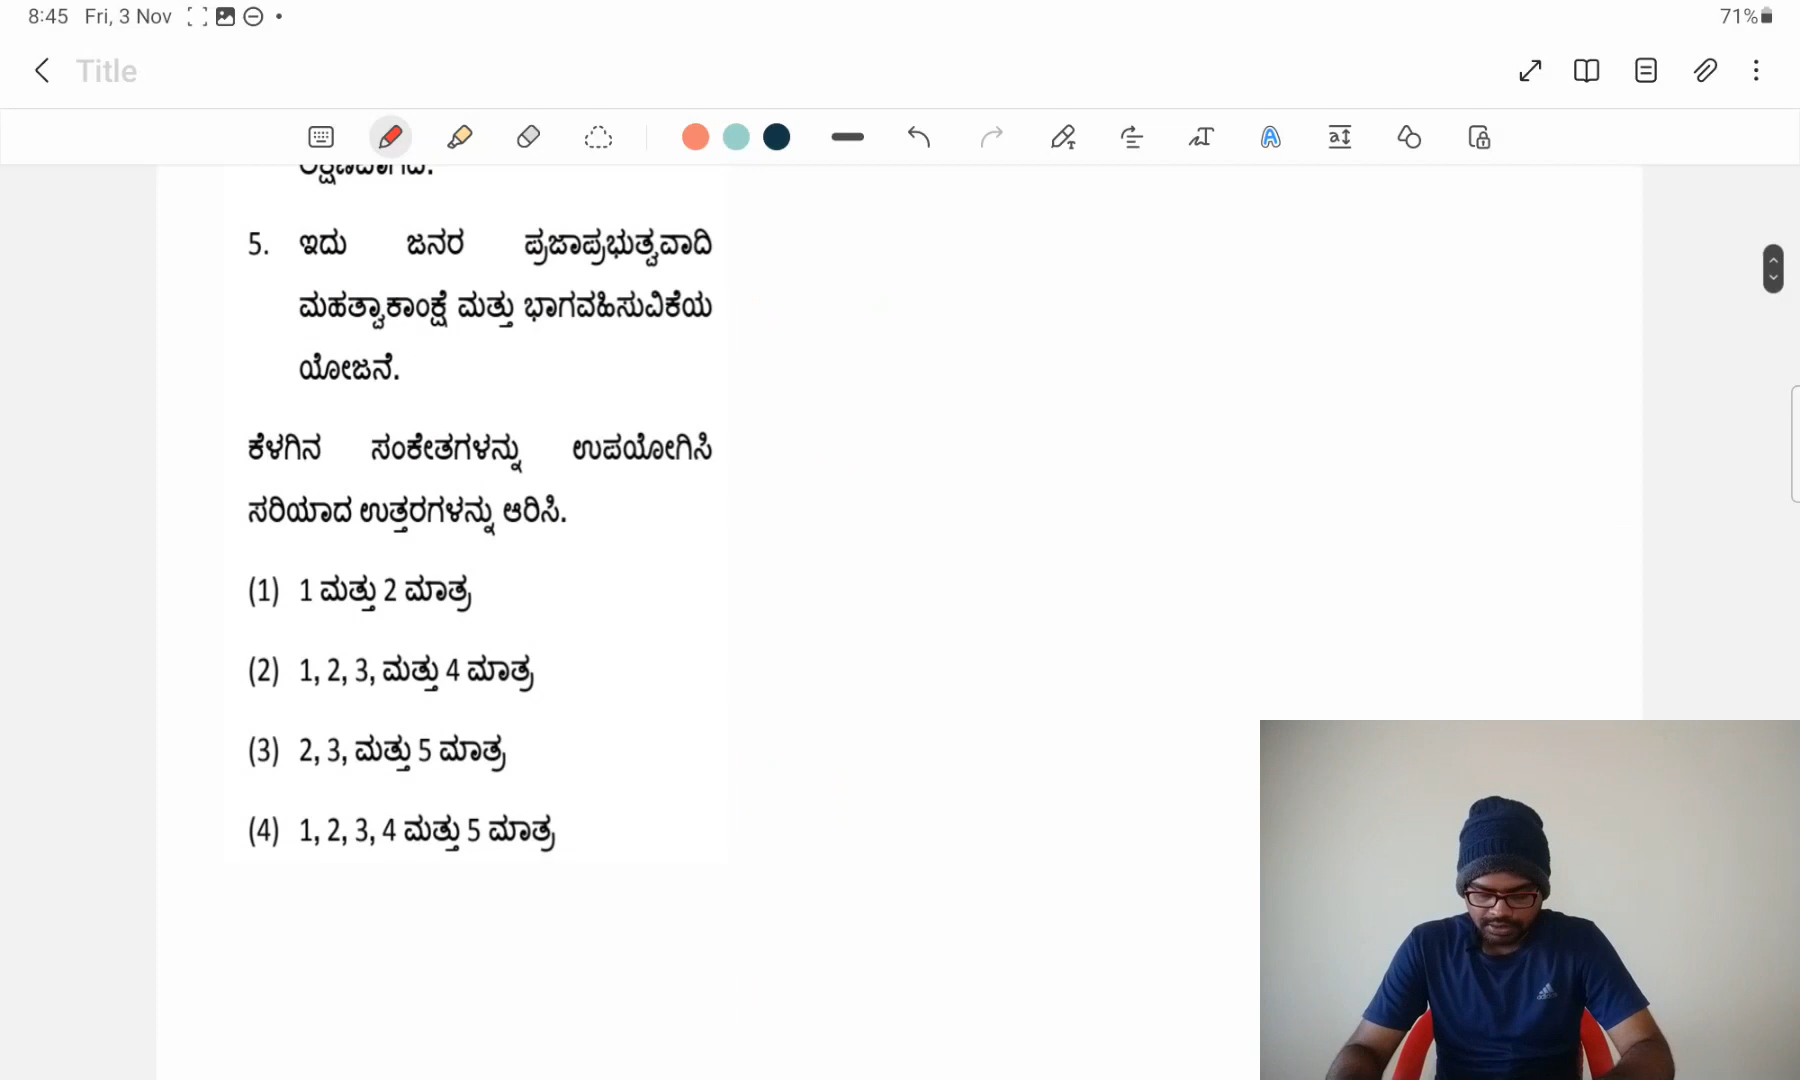 8:45 Fri, 3 Nov
71%
Title
5. ಇದು ಜನರ ಪ್ರಜಾಪ್ರಭುತ್ವವಾದಿ
ಮಹತ್ವಾಕಾಂಕ್ಷೆ ಮತ್ತು ಭಾಗವಹಿಸುವಿಕೆಯ
ಯೋಜನೆ.
ಕೆಳಗಿನ ಸಂಕೇತಗಳನ್ನು ಉಪಯೋಗಿಸಿ
ಸರಿಯಾದ ಉತ್ತರಗಳನ್ನು ಆರಿಸಿ.
(1) 1 ಮತ್ತು 2 ಮಾತ್ರ
(2) 1, 2, 3, ಮತ್ತು 4 ಮಾತ್ರ
(3) 2, 3, ಮತ್ತು 5 ಮಾತ್ರ
(4) 1, 2, 3, 4 ಮತ್ತು 5 ಮಾತ್ರ
adidas